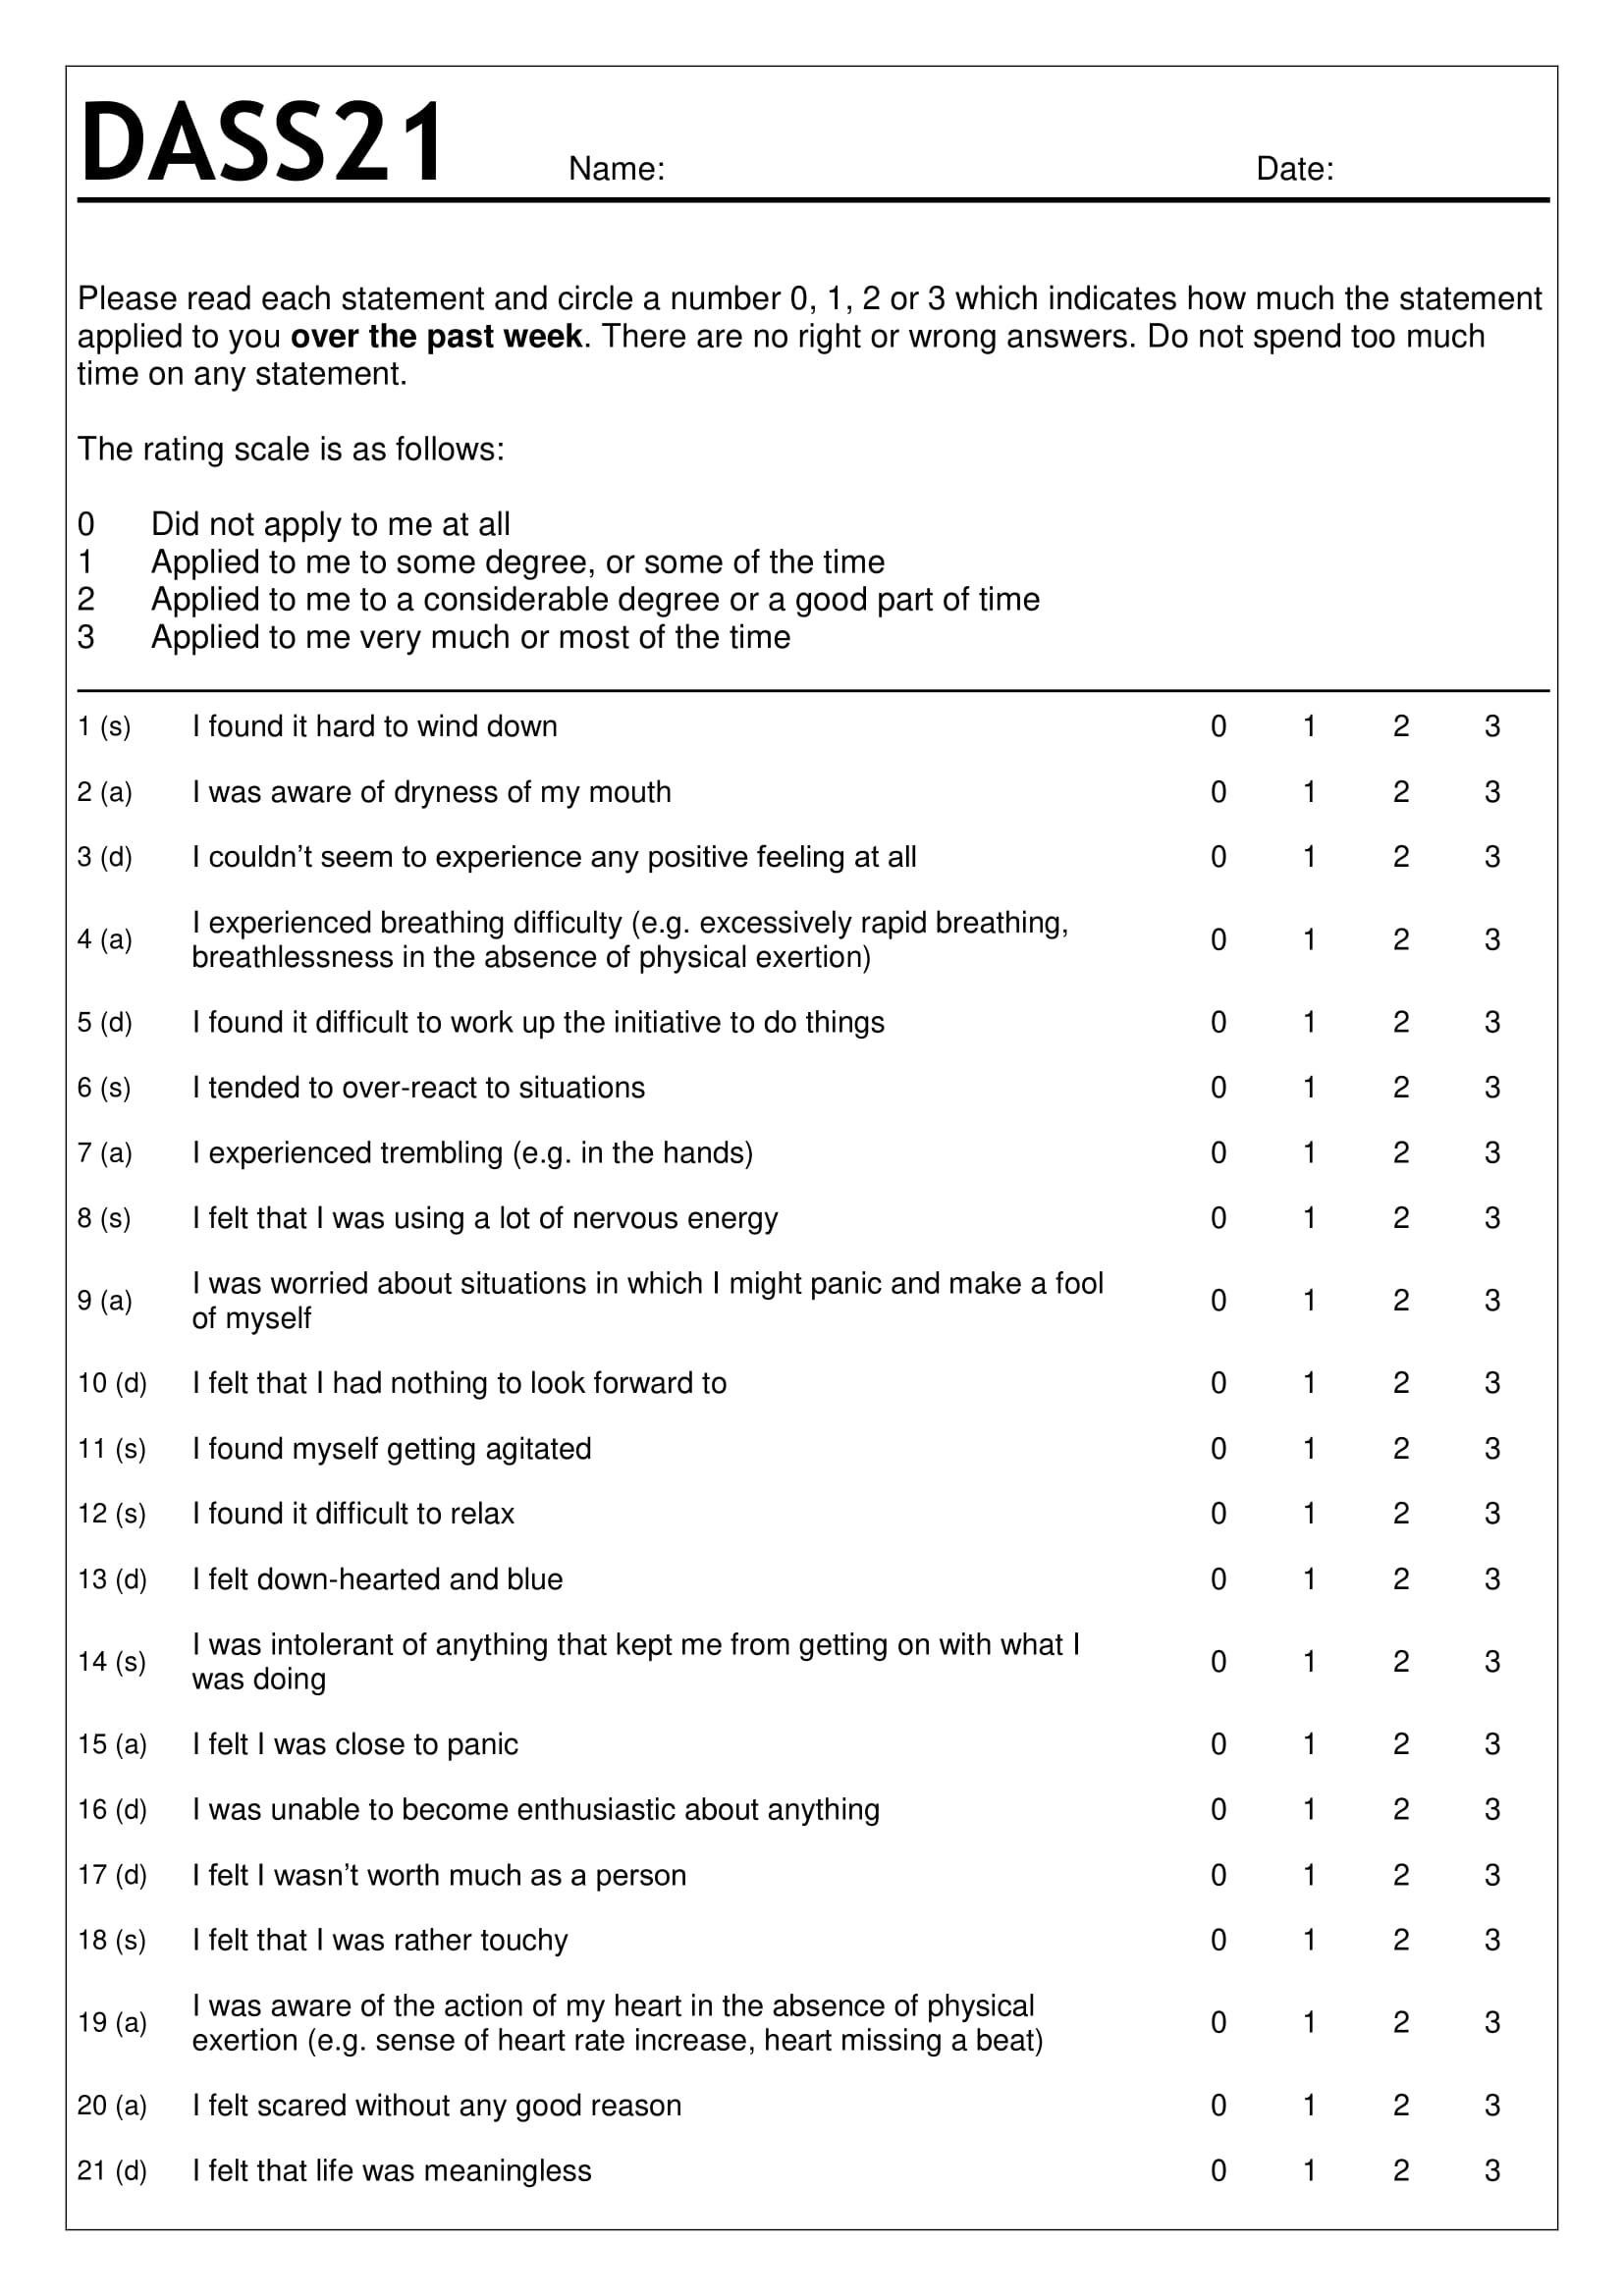 DASS21 Name: Date:
Please read each statement and circle a number 0, 1, 2 or 3 which indicates how much the statement
applied to you over the past week. There are no right or wrong answers. Do not spend too much
time on any statement.
The rating scale is as follows:
0 Did not apply to me at all
1 Applied to me to some degree, or some of the time
2 Applied to me to a considerable degree or a good part of time
3 Applied to me very much or most of the time
1 (s) I found it hard to wind down 0 1 2 3
2 (a) I was aware of dryness of my mouth 0 1 2 3
3 (d) I couldn’t seem to experience any positive feeling at all 0 1 2 3
4 (a) I experienced breathing difficulty (e.g. excessively rapid breathing,
breathlessness in the absence of physical exertion) 0 1 2 3
5 (d) I found it difficult to work up the initiative to do things 0 1 2 3
6 (s) I tended to over-react to situations 0 1 2 3
7 (a) I experienced trembling (e.g. in the hands) 0 1 2 3
8 (s) I felt that I was using a lot of nervous energy 0 1 2 3
9 (a) I was worried about situations in which I might panic and make a fool
of myself 0 1 2 3
10 (d) I felt that I had nothing to look forward to 0 1 2 3
11 (s) I found myself getting agitated 0 1 2 3
12 (s) I found it difficult to relax 0 1 2 3
13 (d) I felt down-hearted and blue 0 1 2 3
14 (s) I was intolerant of anything that kept me from getting on with what I
was doing 0 1 2 3
15 (a) I felt I was close to panic 0 1 2 3
16 (d) I was unable to become enthusiastic about anything 0 1 2 3
17 (d) I felt I wasn’t worth much as a person 0 1 2 3
18 (s) I felt that I was rather touchy 0 1 2 3
19 (a) I was aware of the action of my heart in the absence of physical
exertion (e.g. sense of heart rate increase, heart missing a beat) 0 1 2 3
20 (a) I felt scared without any good reason 0 1 2 3
21 (d) I felt that life was meaningless 0 1 2 3